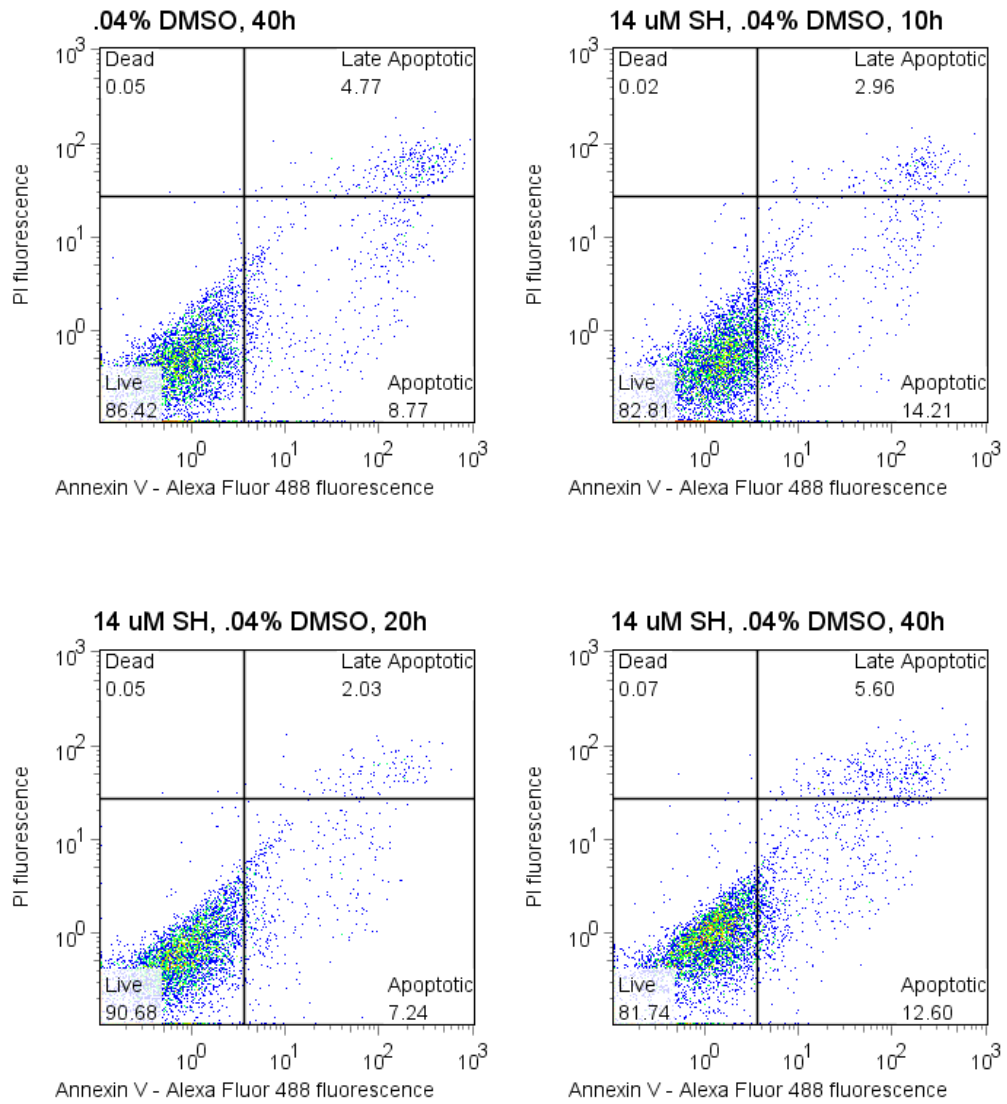 .04% DMSO, 40h
10^3
Dead
Late Apoptotic
0.05
4.77
10^2
PI fluorescence
10^1
10^0
Live
Apoptotic
86.42
8.77
10^0 10^1 10^2 10^3
Annexin V - Alexa Fluor 488 fluorescence
14 uM SH, .04% DMSO, 10h
10^3
Dead
Late Apoptotic
0.02
2.96
10^2
PI fluorescence
10^1
10^0
Live
Apoptotic
82.81
14.21
10^0 10^1 10^2 10^3
Annexin V - Alexa Fluor 488 fluorescence
14 uM SH, .04% DMSO, 20h
10^3
Dead
Late Apoptotic
0.05
2.03
10^2
PI fluorescence
10^1
10^0
Live
Apoptotic
90.68
7.24
10^0 10^1 10^2 10^3
Annexin V - Alexa Fluor 488 fluorescence
14 uM SH, .04% DMSO, 40h
10^3
Dead
Late Apoptotic
0.07
5.60
10^2
PI fluorescence
10^1
10^0
Live
Apoptotic
81.74
12.60
10^0 10^1 10^2 10^3
Annexin V - Alexa Fluor 488 fluorescence